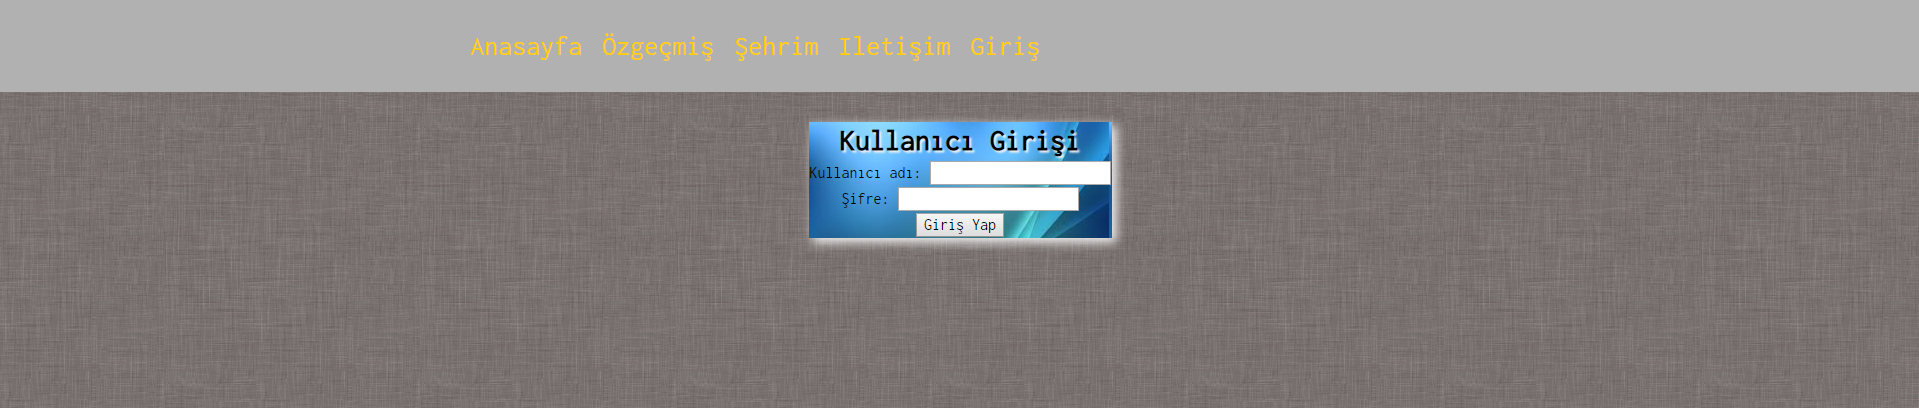 Anasayfa Özgeçmiş Şehrim Iletişim Giriş
Kullanıcı Girişi
Kullanıcı adı:
Şifre:
Giriş Yap